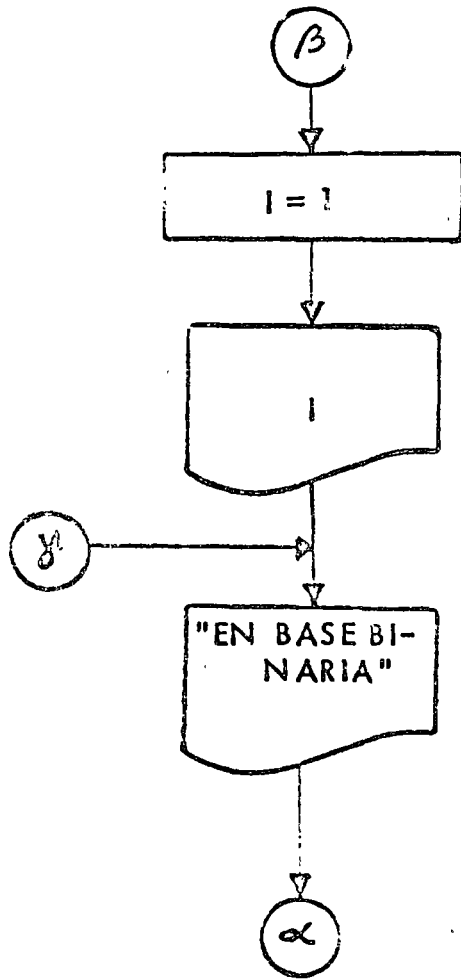 β
I = 1
I
γ
"EN BASE BI-
NARIA"
α